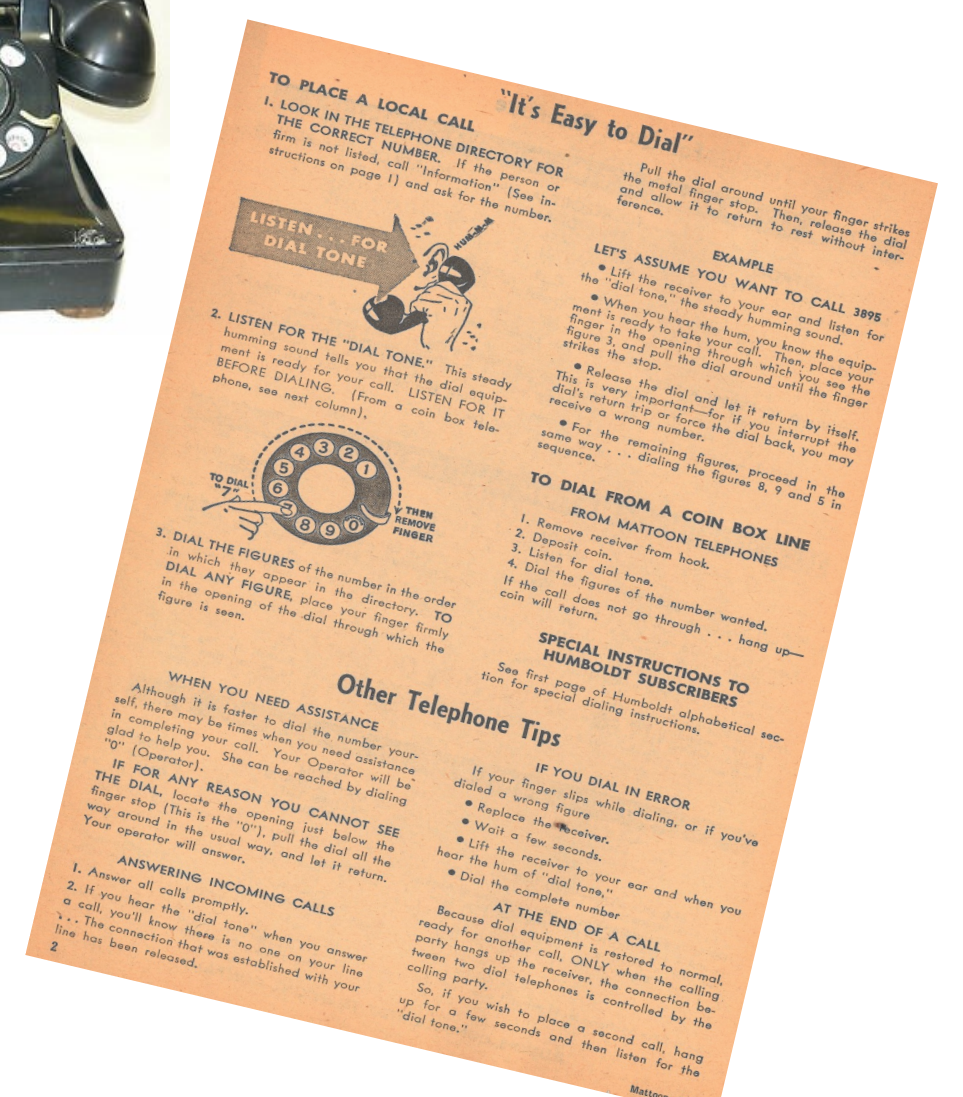 "It's Easy to Dial"
TO PLACE A LOCAL CALL
1. LOOK IN THE TELEPHONE DIRECTORY FOR
THE CORRECT NUMBER. If the person or
firm is not listed, call "Information" (See in-
structions on page 1) and ask for the number.
LISTEN . . . FOR
DIAL TONE
HUM-M-M
2. LISTEN FOR THE "DIAL TONE." This steady
humming sound tells you that the dial equip-
ment is ready for your call. LISTEN FOR IT
BEFORE DIALING. (From a coin box tele-
phone, see next column).
TO DIAL
"7"
1
2
3
4
5
6
8
9
0
THEN
REMOVE
FINGER
3. DIAL THE FIGURES of the number in the order
in which they appear in the directory. TO
DIAL ANY FIGURE, place your finger firmly
in the opening of the dial through which the
figure is seen.
Pull the dial around until your finger strikes
the metal finger stop. Then, release the dial
and allow it to return to rest without inter-
ference.
EXAMPLE
LET'S ASSUME YOU WANT TO CALL 3895
• Lift the receiver to your ear and listen for
the "dial tone," the steady humming sound.
• When you hear the hum, you know the equip-
ment is ready to take your call. Then, place your
finger in the opening through which you see the
figure 3, and pull the dial around until the finger
strikes the stop.
• Release the dial and let it return by itself.
This is very important—for if you interrupt the
dial's return trip or force the dial back, you may
receive a wrong number.
• For the remaining figures, proceed in the
same way . . . dialing the figures 8, 9 and 5 in
sequence.
TO DIAL FROM A COIN BOX LINE
FROM MATTOON TELEPHONES
1. Remove receiver from hook.
2. Deposit coin.
3. Listen for dial tone.
4. Dial the figures of the number wanted.
If the call does not go through . . . hang up—
coin will return.
SPECIAL INSTRUCTIONS TO
HUMBOLDT SUBSCRIBERS
See first page of Humboldt alphabetical sec-
tion for special dialing instructions.
Other Telephone Tips
WHEN YOU NEED ASSISTANCE
Although it is faster to dial the number your-
self, there may be times when you need assistance
in completing your call. Your Operator will be
glad to help you. She can be reached by dialing
"0" (Operator).
IF FOR ANY REASON YOU CANNOT SEE
THE DIAL, locate the opening just below the
finger stop (This is the "0"), pull the dial all the
way around in the usual way, and let it return.
Your operator will answer.
ANSWERING INCOMING CALLS
1. Answer all calls promptly.
2. If you hear the "dial tone" when you answer
a call, you'll know there is no one on your line
. . . The connection that was established with your
line has been released.
2
IF YOU DIAL IN ERROR
If your finger slips while dialing, or if you've
dialed a wrong figure
• Replace the receiver.
• Wait a few seconds.
• Lift the receiver to your ear and when you
hear the hum of "dial tone,"
• Dial the complete number
AT THE END OF A CALL
Because dial equipment is restored to normal,
ready for another call, ONLY when the calling
party hangs up the receiver, the connection be-
tween two dial telephones is controlled by the
calling party.
So, if you wish to place a second call, hang
up for a few seconds and then listen for the
"dial tone."
Mattoon